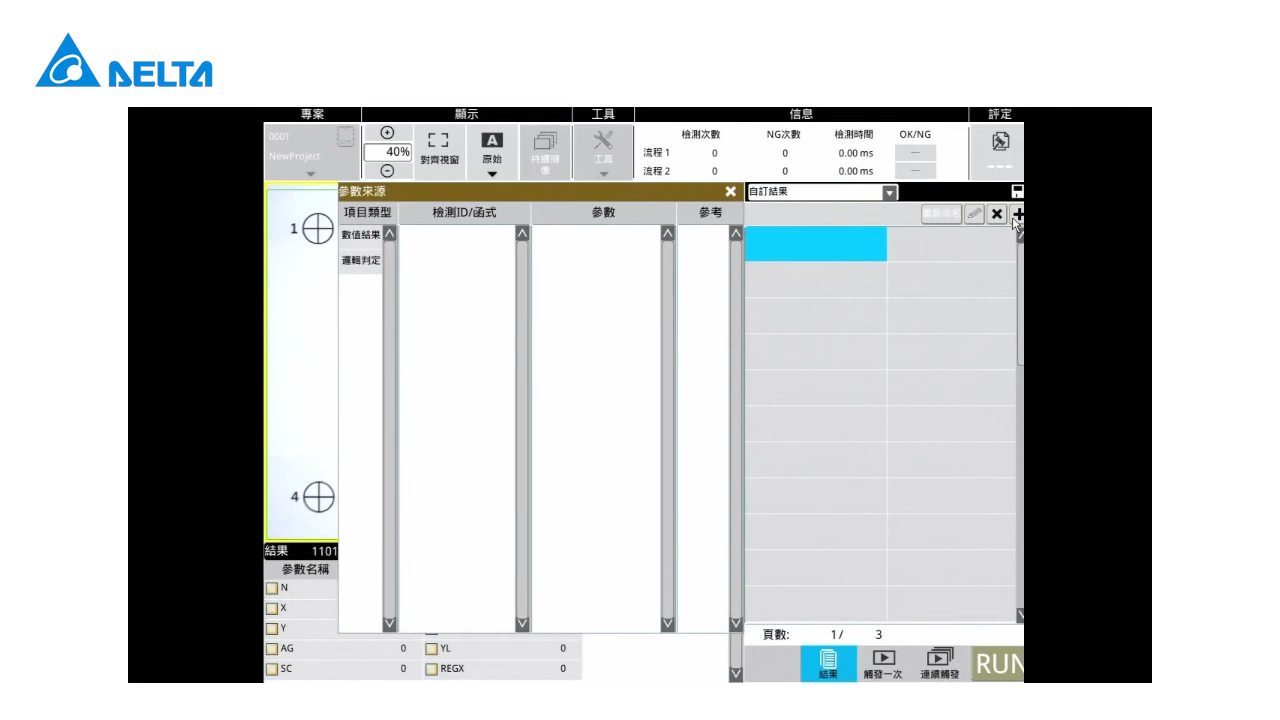 DELTA
專案
顯示
工具
信息
評定
0001
NewProject
40%
對齊視窗
A
原始
持續取像
工具
檢測次數
NG次數
檢測時間
OK/NG
流程 1
0
0
0.00 ms
---
流程 2
0
0
0.00 ms
---
---
參數來源
自訂結果
項目類型
檢測ID/函式
參數
參考
數值結果
邏輯判定
1
4
結果
1101
參數名稱
N
X
Y
AG
0
YL
0
SC
0
REGX
0
頁數:
1/
3
結果
觸發一次
連續觸發
RUN